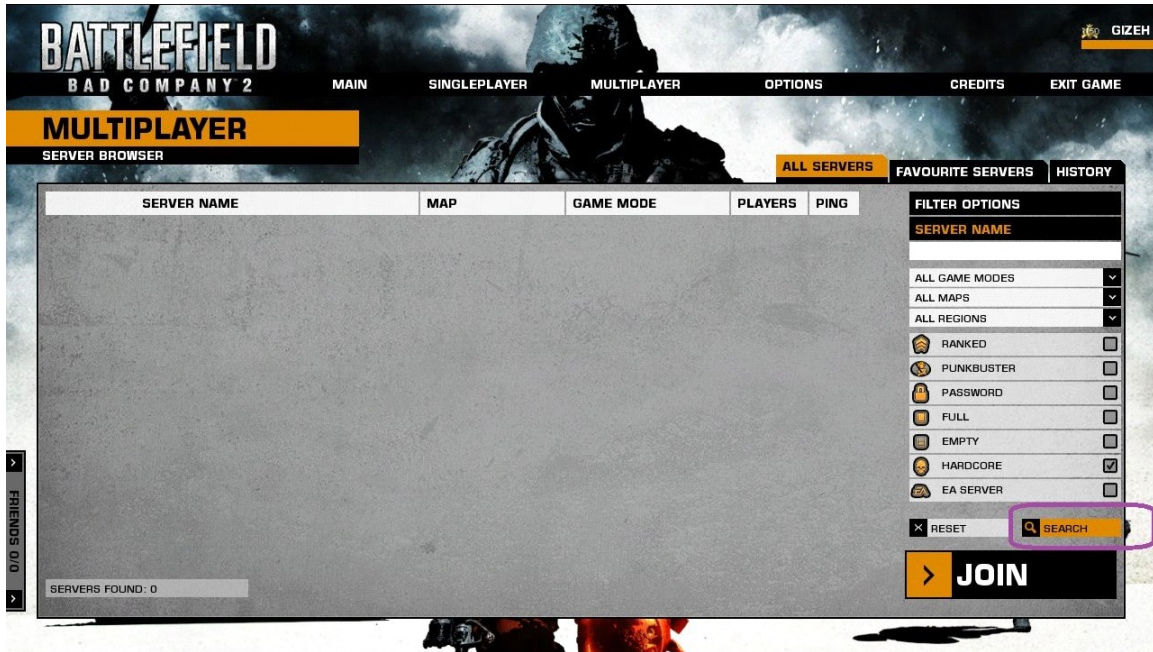 BATTLEFIELD
BAD COMPANY 2
GIZEH
MAIN SINGLEPLAYER MULTIPLAYER OPTIONS CREDITS EXIT GAME
MULTIPLAYER
SERVER BROWSER
ALL SERVERS FAVOURITE SERVERS HISTORY
SERVER NAME MAP GAME MODE PLAYERS PING
FILTER OPTIONS
SERVER NAME
ALL GAME MODES
ALL MAPS
ALL REGIONS
RANKED
PUNKBUSTER
PASSWORD
FULL
EMPTY
HARDCORE
EA SERVER
RESET SEARCH
JOIN
FRIENDS 0/0
SERVERS FOUND: 0